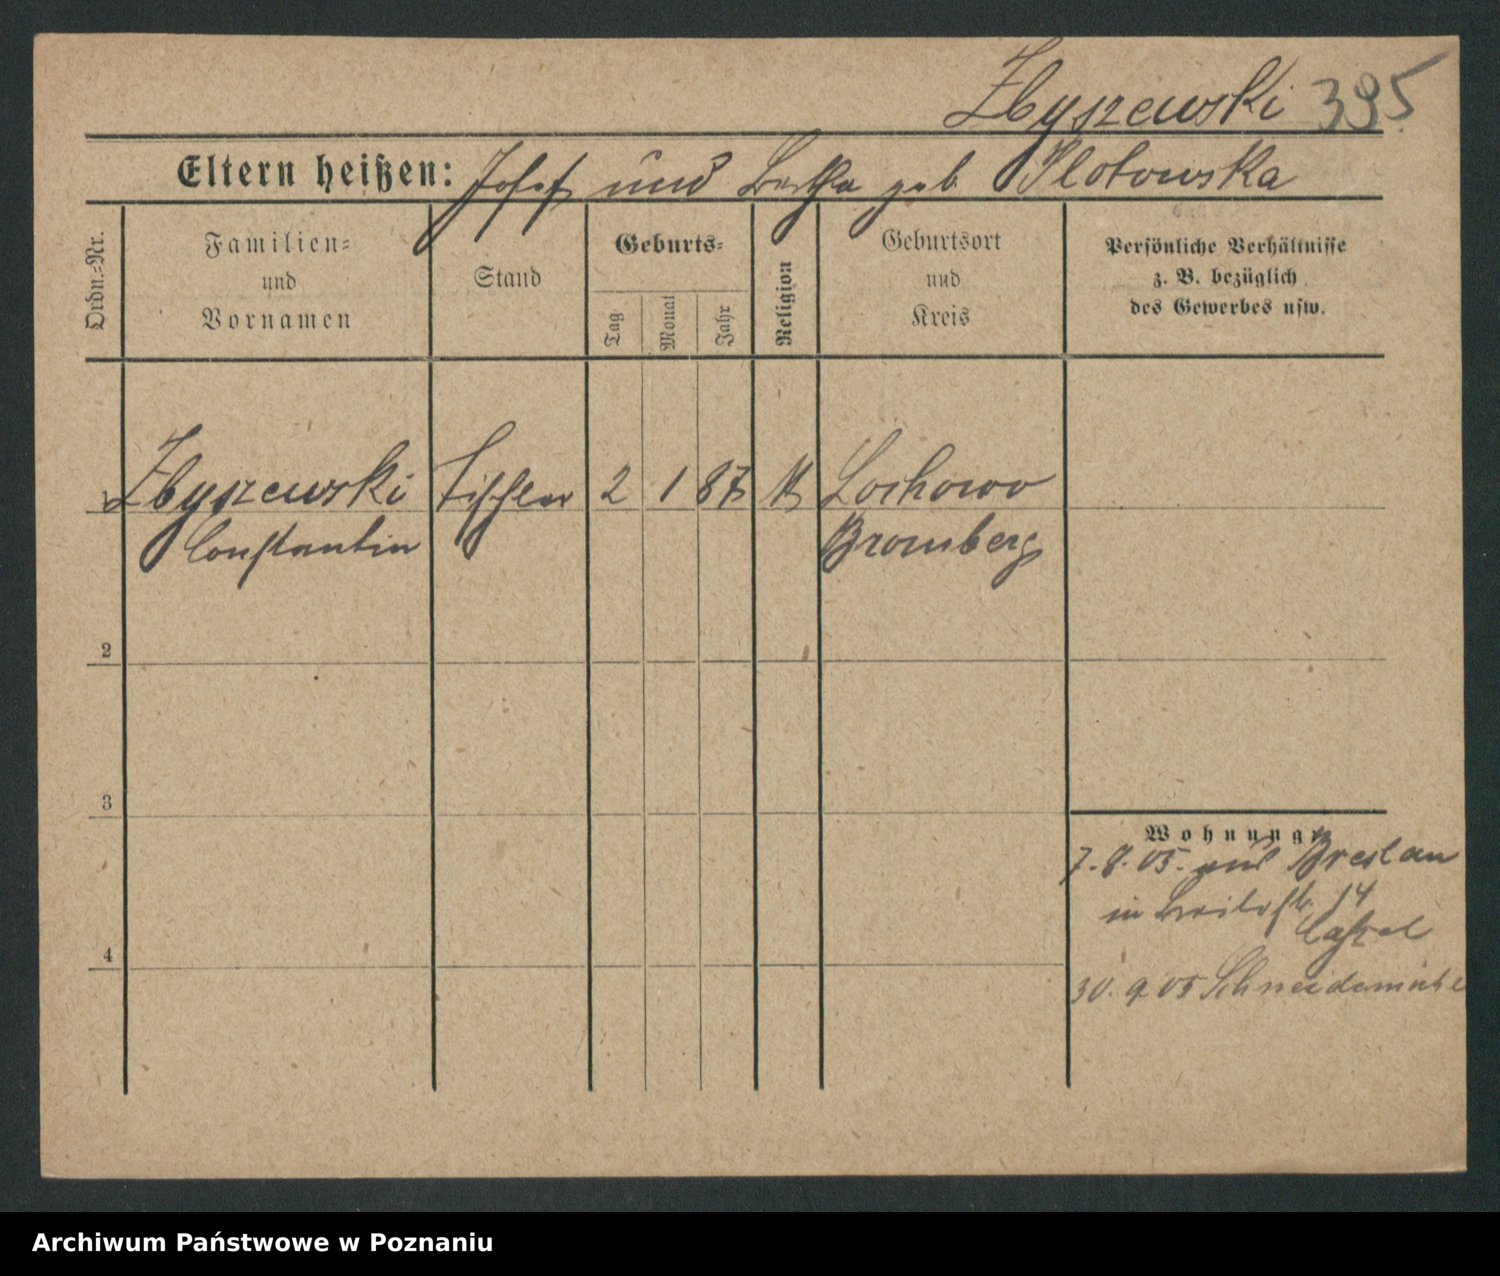 Zbyszewski 395
Eltern heißen: Josef und Bertha geb Plotowska
Ordn.=Nr.
Familien=
und
Vornamen
Stand
Geburts=
Tag
Monat
Jahr
Religion
Geburtsort
und
Kreis
Persönliche Verhältnisse
z. B. bezüglich
des Gewerbes usw.
1 Zbyszewski Tischler 2 1 87 Lochowo
Constantin Bromberg
2
3
Wohnung:
7.8.05. Breslau
in 14
4
30.9 05 Schneidemühl
Archiwum Państwowe w Poznaniu